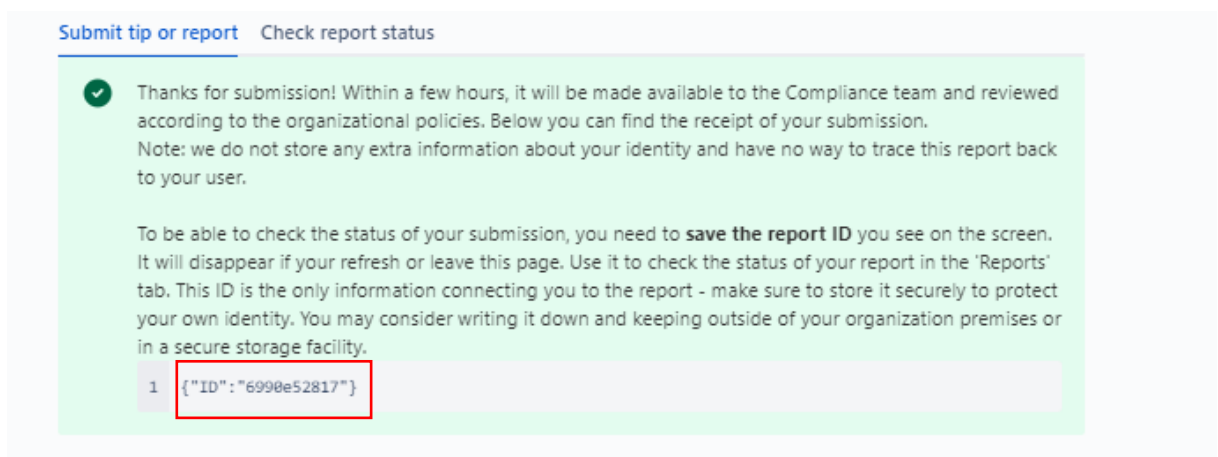 Submit tip or report Check report status
Thanks for submission! Within a few hours, it will be made available to the Compliance team and reviewed
according to the organizational policies. Below you can find the receipt of your submission.
Note: we do not store any extra information about your identity and have no way to trace this report back
to your user.
To be able to check the status of your submission, you need to save the report ID you see on the screen.
It will disappear if your refresh or leave this page. Use it to check the status of your report in the 'Reports'
tab. This ID is the only information connecting you to the report - make sure to store it securely to protect
your own identity. You may consider writing it down and keeping outside of your organization premises or
in a secure storage facility.
1 {"ID":"6990e52817"}